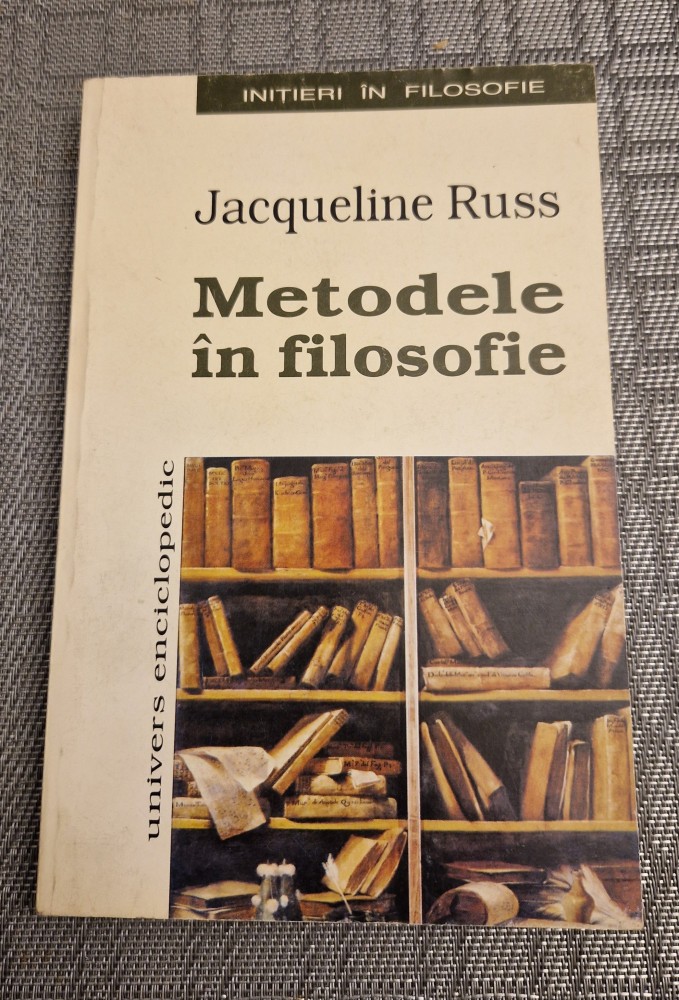 INIȚIERI ÎN FILOSOFIE
Jacqueline Russ
Metodele
în filosofie
univers enciclopedic